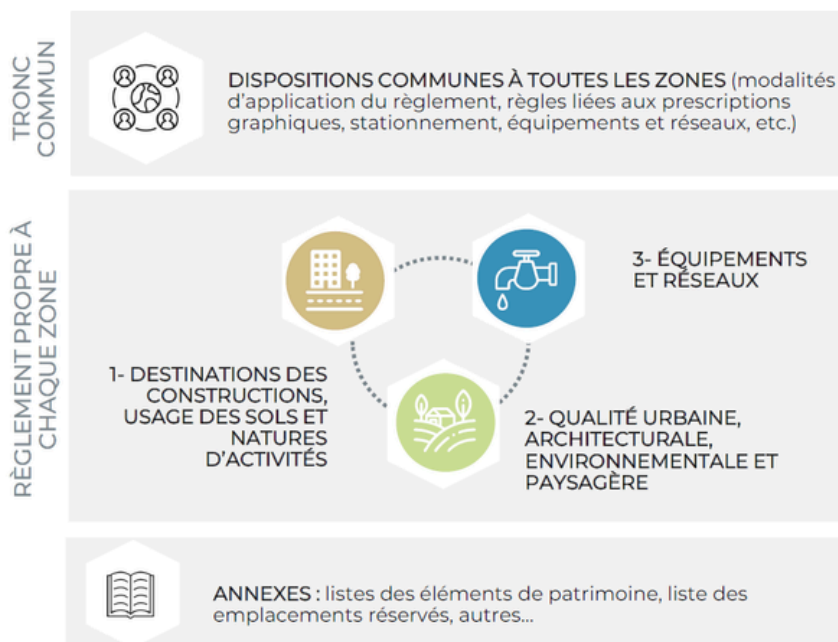 TRONC
COMMUN
DISPOSITIONS COMMUNES À TOUTES LES ZONES (modalités
d'application du règlement, règles liées aux prescriptions
graphiques, stationnement, équipements et réseaux, etc.)
RÈGLEMENT PROPRE À
CHAQUE ZONE
1- DESTINATIONS DES
CONSTRUCTIONS,
USAGE DES SOLS ET
NATURES
D'ACTIVITÉS
2- QUALITÉ URBAINE,
ARCHITECTURALE,
ENVIRONNEMENTALE ET
PAYSAGÈRE
3- ÉQUIPEMENTS
ET RÉSEAUX
ANNEXES : listes des éléments de patrimoine, liste des
emplacements réservés, autres...